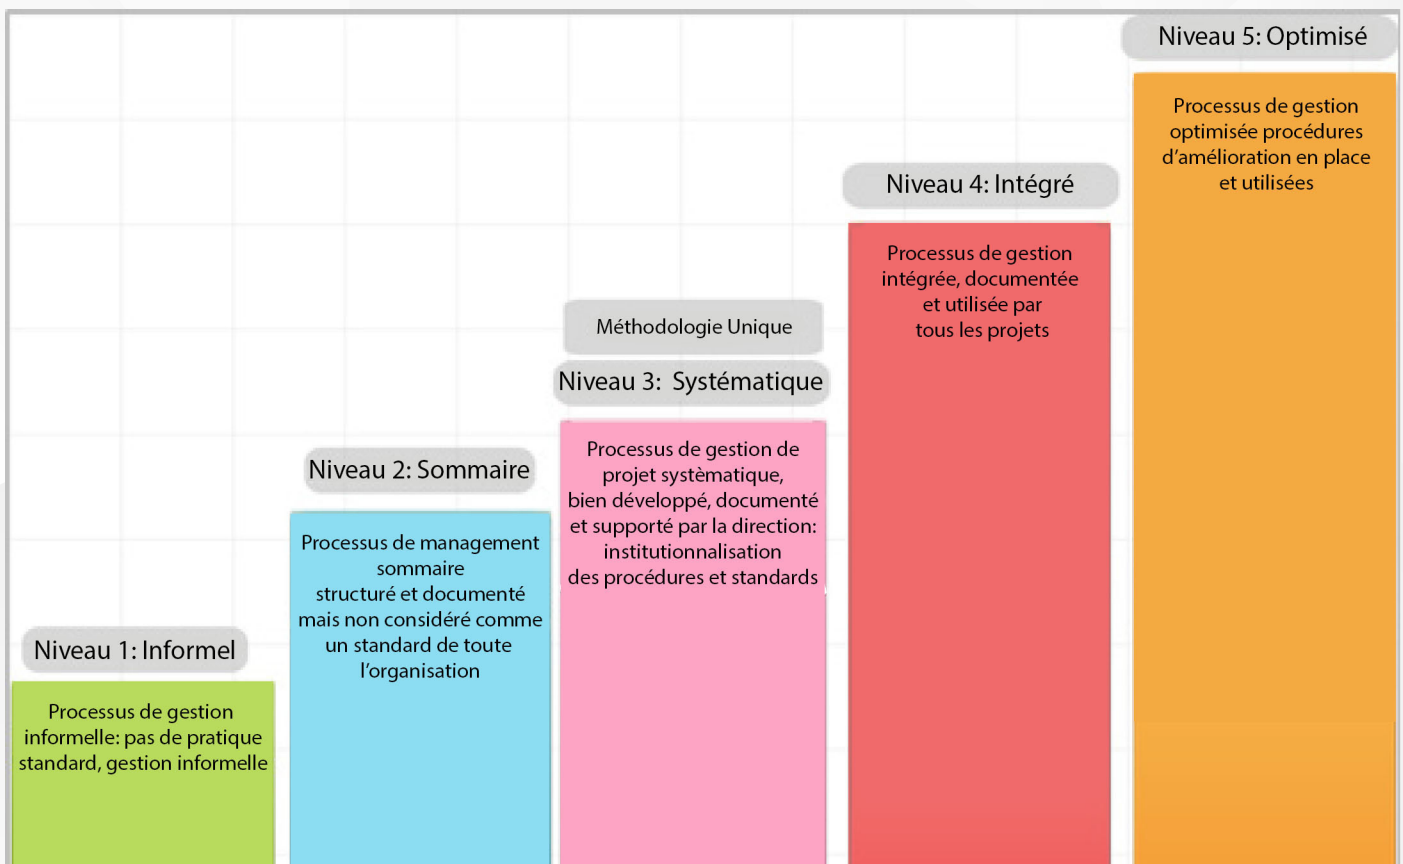 Niveau 1: Informel
Processus de gestion
informelle: pas de pratique
standard, gestion informelle
Niveau 2: Sommaire
Processus de management
sommaire
structuré et documenté
mais non considéré comme
un standard de toute
l'organisation
Méthodologie Unique
Niveau 3: Systématique
Processus de gestion de
projet systèmatique,
bien développé, documenté
et supporté par la direction:
institutionnalisation
des procédures et standards
Niveau 4: Intégré
Processus de gestion
intégrée, documentée
et utilisée par
tous les projets
Niveau 5: Optimisé
Processus de gestion
optimisée procédures
d'amélioration en place
et utilisées